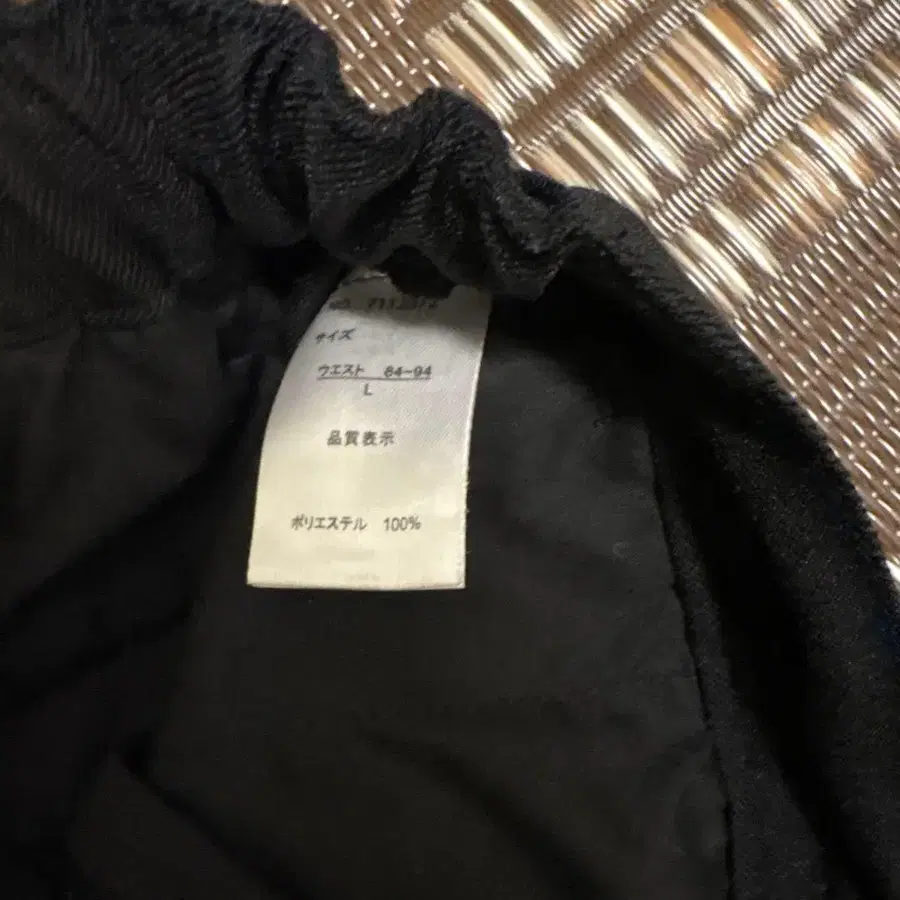 サイズ
ウエスト 84-94
L
品質表示
ポリエステル 100%